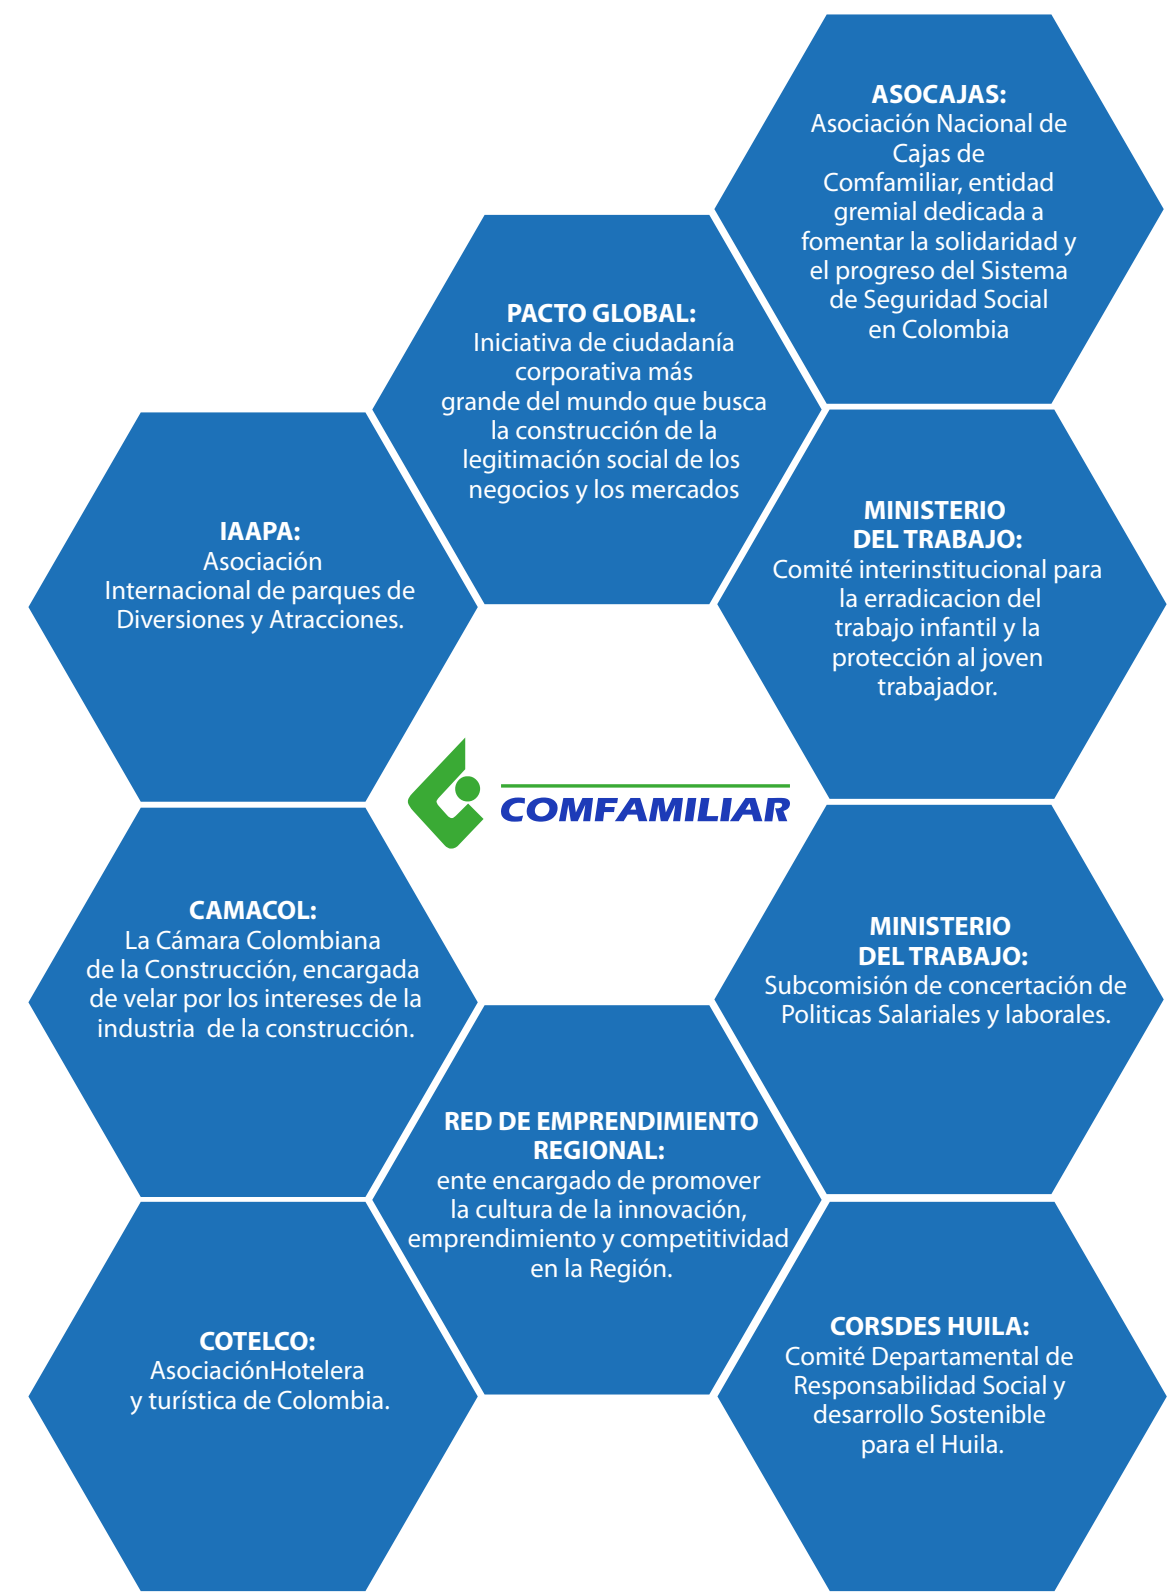 ASOCAJAS:
Asociación Nacional de
Cajas de
Comfamiliar, entidad
gremial dedicada a
fomentar la solidaridad y
el progreso del Sistema
de Seguridad Social
en Colombia
PACTO GLOBAL:
Iniciativa de ciudadanía
corporativa más
grande del mundo que busca
la construcción de la
legitimación social de los
negocios y los mercados
IAAPA:
Asociación
Internacional de parques de
Diversiones y Atracciones.
MINISTERIO
DEL TRABAJO:
Comité interinstitucional para
la erradicación del
trabajo infantil y la
protección al joven
trabajador.
COMFAMILIAR
CAMACOL:
La Cámara Colombiana
de la Construcción, encargada
de velar por los intereses de la
industria  de la construcción.
MINISTERIO
DEL TRABAJO:
Subcomisión de concertación de
Politicas Salariales y laborales.
RED DE EMPRENDIMIENTO
REGIONAL:
ente encargado de promover
la cultura de la innovación,
emprendimiento y competitividad
en la Región.
COTELCO:
AsociaciónHotelera
y turística de Colombia.
CORSDES HUILA:
Comité Departamental de
Responsabilidad Social y
desarrollo Sostenible
para el Huila.